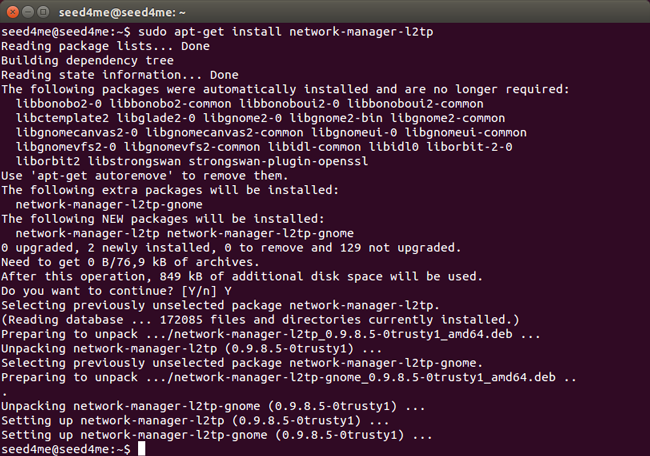 seed4me@seed4me: ~
seed4me@seed4me:~$ sudo apt-get install network-manager-l2tp
Reading package lists... Done
Building dependency tree
Reading state information... Done
The following packages were automatically installed and are no longer required:
  libbonobo2-0 libbonobo2-common libbonoboui2-0 libbonoboui2-common
  libctemplate2 libglade2-0 libgnome2-0 libgnome2-bin libgnome2-common
  libgnomecanvas2-0 libgnomecanvas2-common libgnomeui-0 libgnomeui-common
  libgnomevfs2-0 libgnomevfs2-common libidl-common libidl0 liborbit-2-0
  liborbit2 libstrongswan strongswan-plugin-openssl
Use 'apt-get autoremove' to remove them.
The following extra packages will be installed:
  network-manager-l2tp-gnome
The following NEW packages will be installed:
  network-manager-l2tp network-manager-l2tp-gnome
0 upgraded, 2 newly installed, 0 to remove and 129 not upgraded.
Need to get 0 B/76,9 kB of archives.
After this operation, 849 kB of additional disk space will be used.
Do you want to continue? [Y/n] Y
Selecting previously unselected package network-manager-l2tp.
(Reading database ... 172085 files and directories currently installed.)
Preparing to unpack .../network-manager-l2tp_0.9.8.5-0trusty1_amd64.deb ...
Unpacking network-manager-l2tp (0.9.8.5-0trusty1) ...
Selecting previously unselected package network-manager-l2tp-gnome.
Preparing to unpack .../network-manager-l2tp-gnome_0.9.8.5-0trusty1_amd64.deb ..
.
Unpacking network-manager-l2tp-gnome (0.9.8.5-0trusty1) ...
Setting up network-manager-l2tp (0.9.8.5-0trusty1) ...
Setting up network-manager-l2tp-gnome (0.9.8.5-0trusty1) ...
seed4me@seed4me:~$